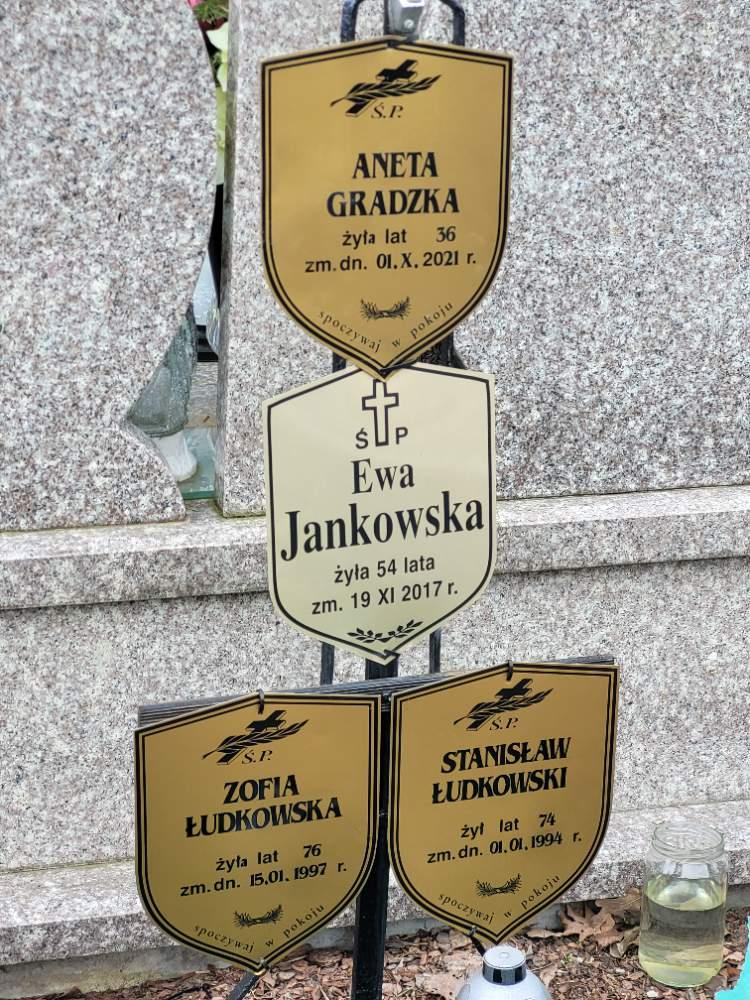 Ś.P.
ANETA
GRADZKA
żyła lat 36
zm. dn. 01. X. 2021 r.
spoczywaj w pokoju
Ś P
Ewa
Jankowska
żyła 54 lata
zm. 19 XI 2017 r.
Ś.P.
ZOFIA
ŁUDKOWSKA
żyła lat 76
zm. dn. 15.01. 1997 r.
spoczywaj w pokoju
Ś.P.
STANISŁAW
ŁUDKOWSKI
żył lat 74
zm. dn. 01.01. 1994 r.
spoczywaj w pokoju